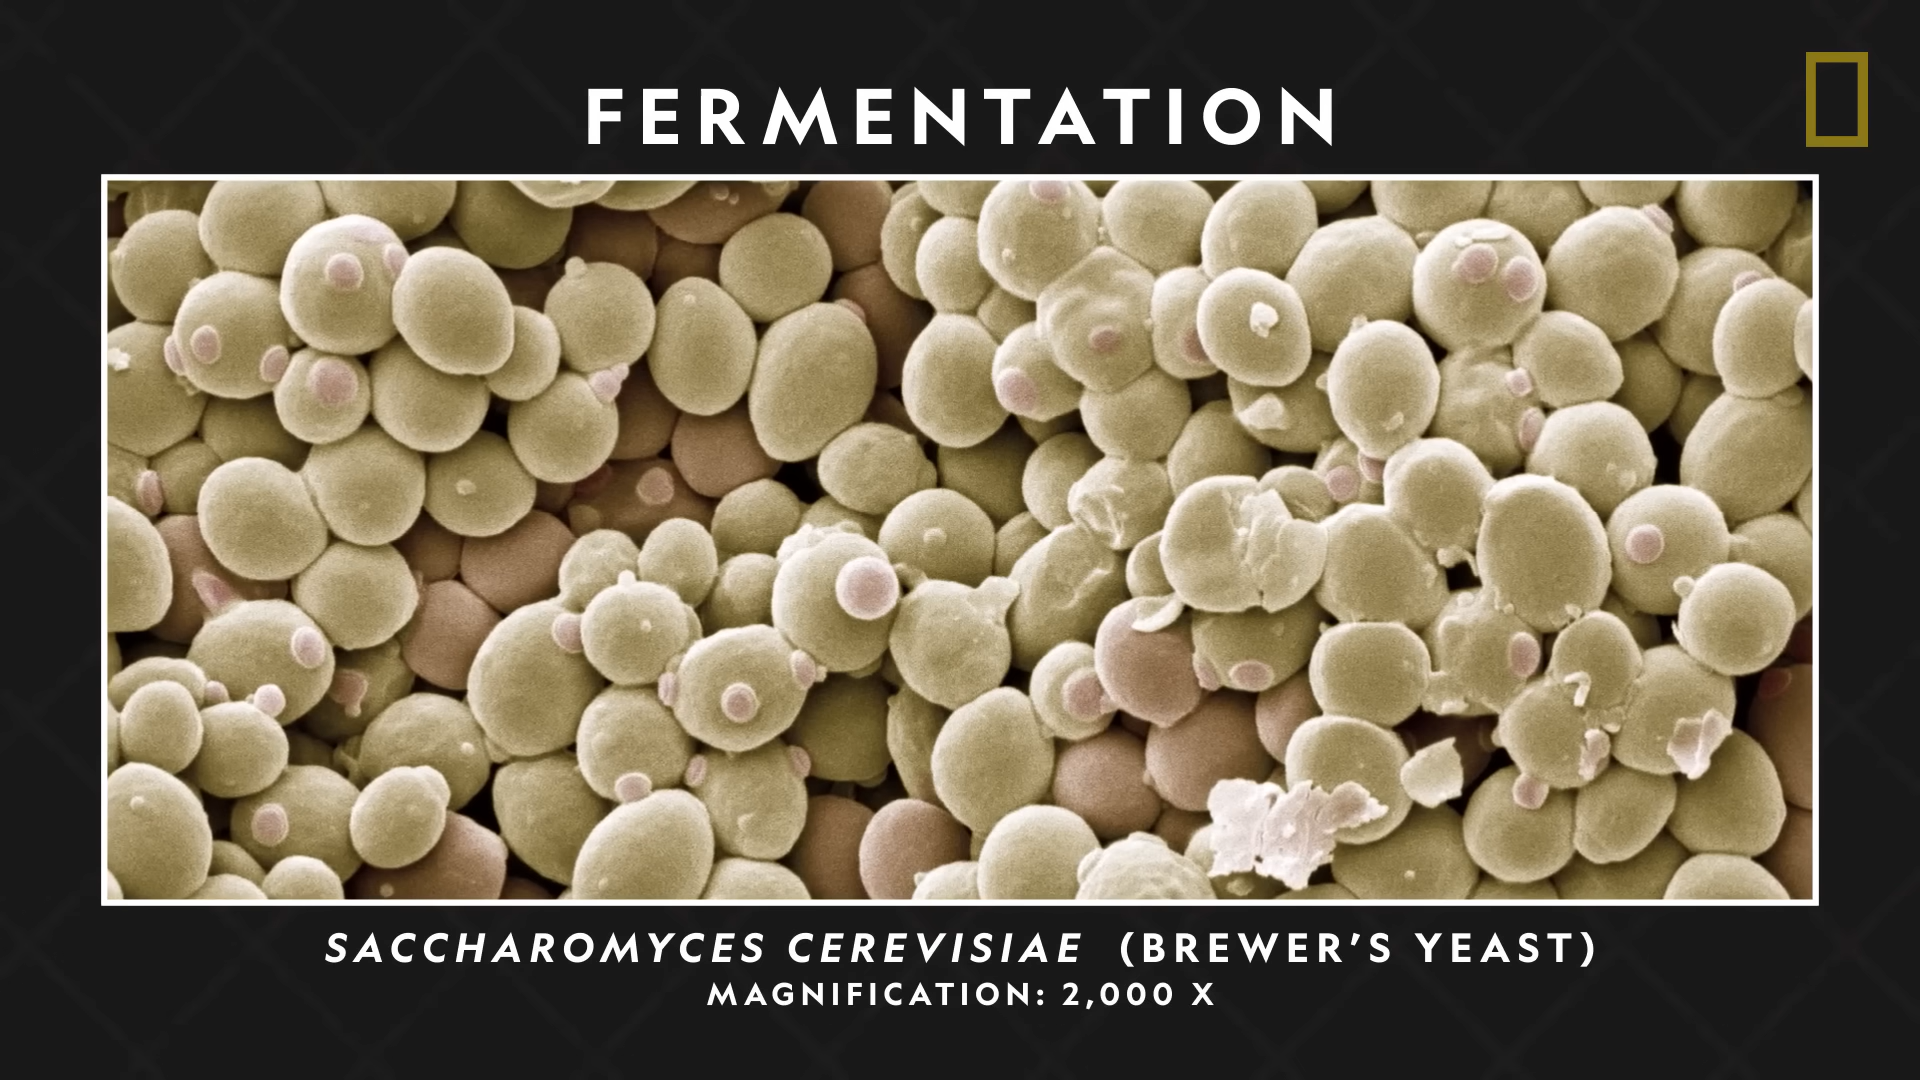 FERMENTATION
SACCHAROMYCES CEREVISIAE (BREWER’S YEAST)
MAGNIFICATION: 2,000 X